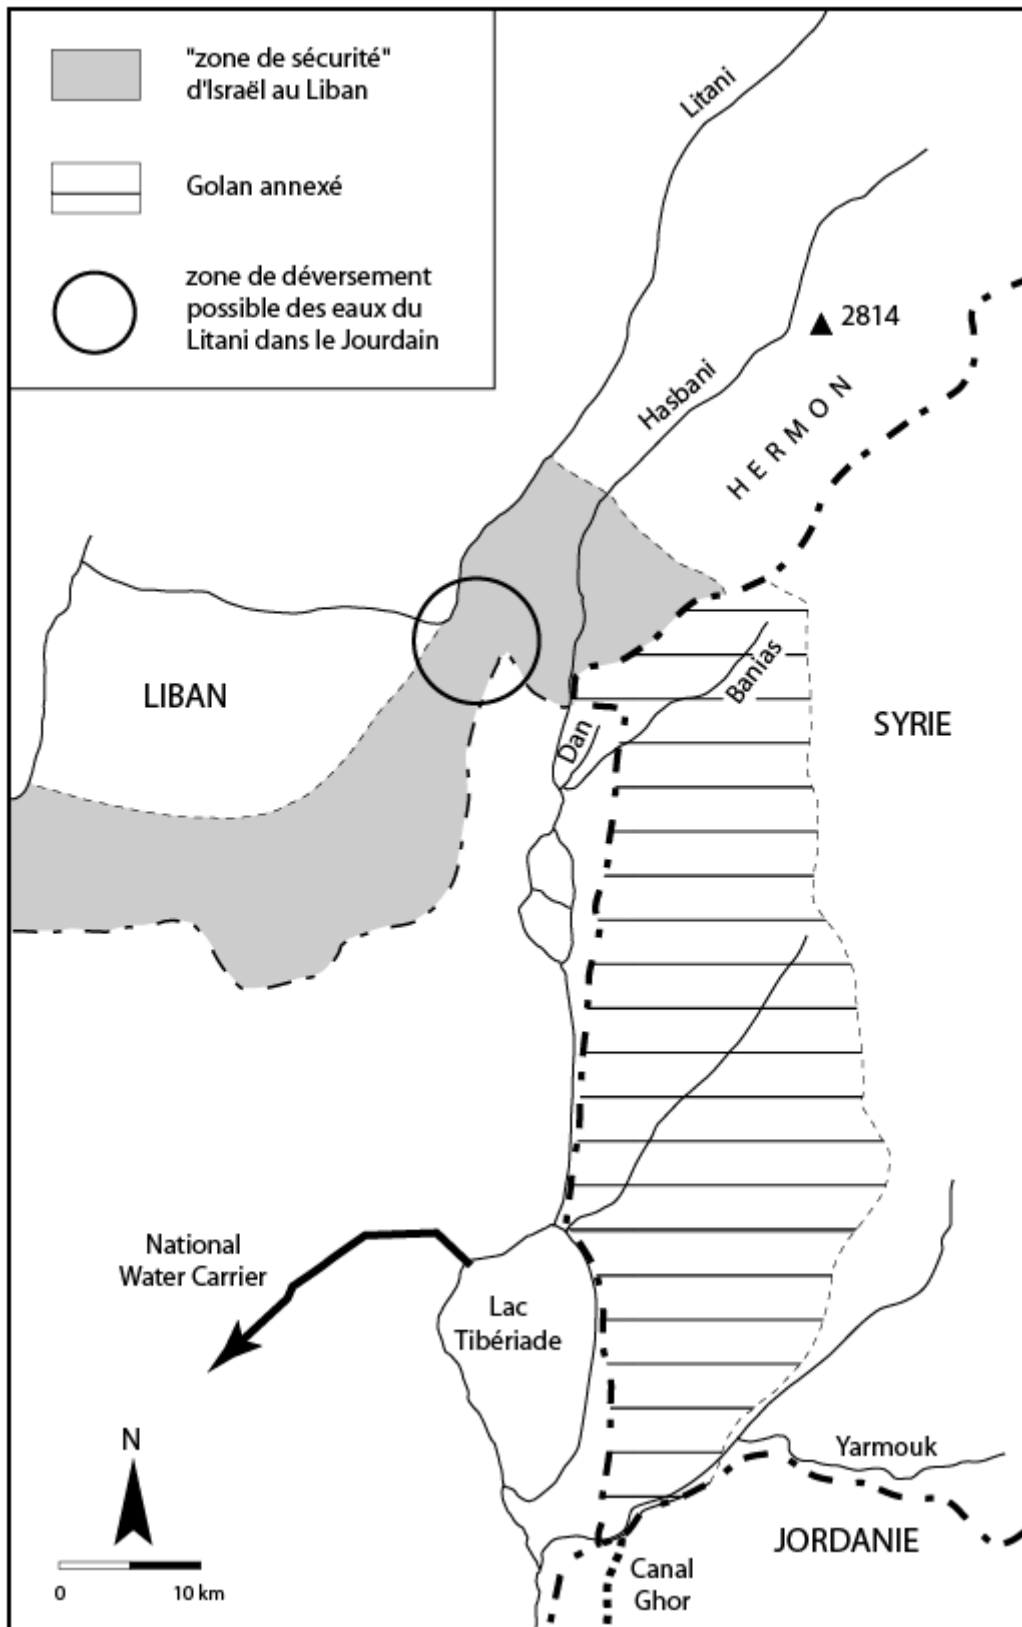 "zone de sécurité"
d'Israël au Liban
Golan annexé
zone de déversement
possible des eaux du
Litani dans le Jourdain
Litani
2814
Hasbani
HERMON
LIBAN
Banias
SYRIE
Dan
National
Water Carrier
Lac
Tibériade
N
Yarmouk
JORDANIE
Canal
Ghor
0
10 km